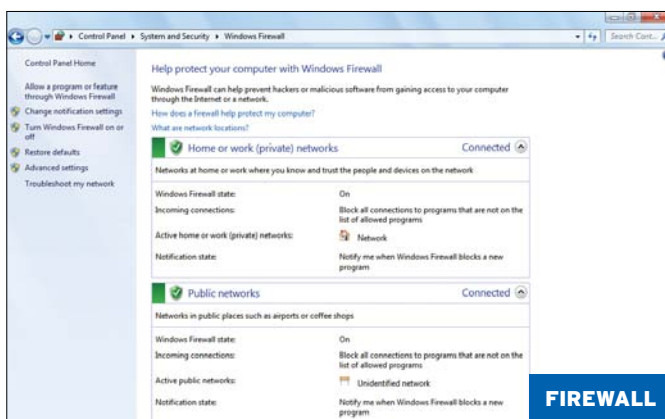 Control Panel ▸ System and Security ▸ Windows Firewall
Search Cont...
Control Panel Home
Allow a program or feature
through Windows Firewall
Change notification settings
Turn Windows Firewall on or
off
Restore defaults
Advanced settings
Troubleshoot my network
Help protect your computer with Windows Firewall
Windows Firewall can help prevent hackers or malicious software from gaining access to your computer
through the Internet or a network.
How does a firewall help protect my computer?
What are network locations?
Home or work (private) networks Connected
Networks at home or work where you know and trust the people and devices on the network
Windows Firewall state: On
Incoming connections: Block all connections to programs that are not on the
list of allowed programs
Active home or work (private) networks: Network
Notification state: Notify me when Windows Firewall blocks a new
program
Public networks Connected
Networks in public places such as airports or coffee shops
Windows Firewall state: On
Incoming connections: Block all connections to programs that are not on the
list of allowed programs
Active public networks: Unidentified network
Notification state: Notify me when Windows Firewall blocks a new
program
FIREWALL